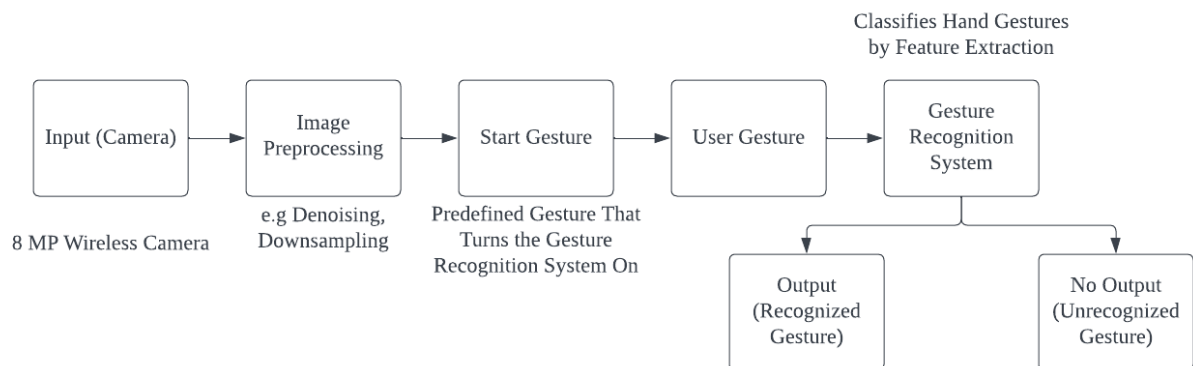 Classifies Hand Gestures
by Feature Extraction
Input (Camera)
Image
Preprocessing
Start Gesture
User Gesture
Gesture
Recognition
System
8 MP Wireless Camera
e.g Denoising,
Downsampling
Predefined Gesture That
Turns the Gesture
Recognition System On
Output
(Recognized
Gesture)
No Output
(Unrecognized
Gesture)